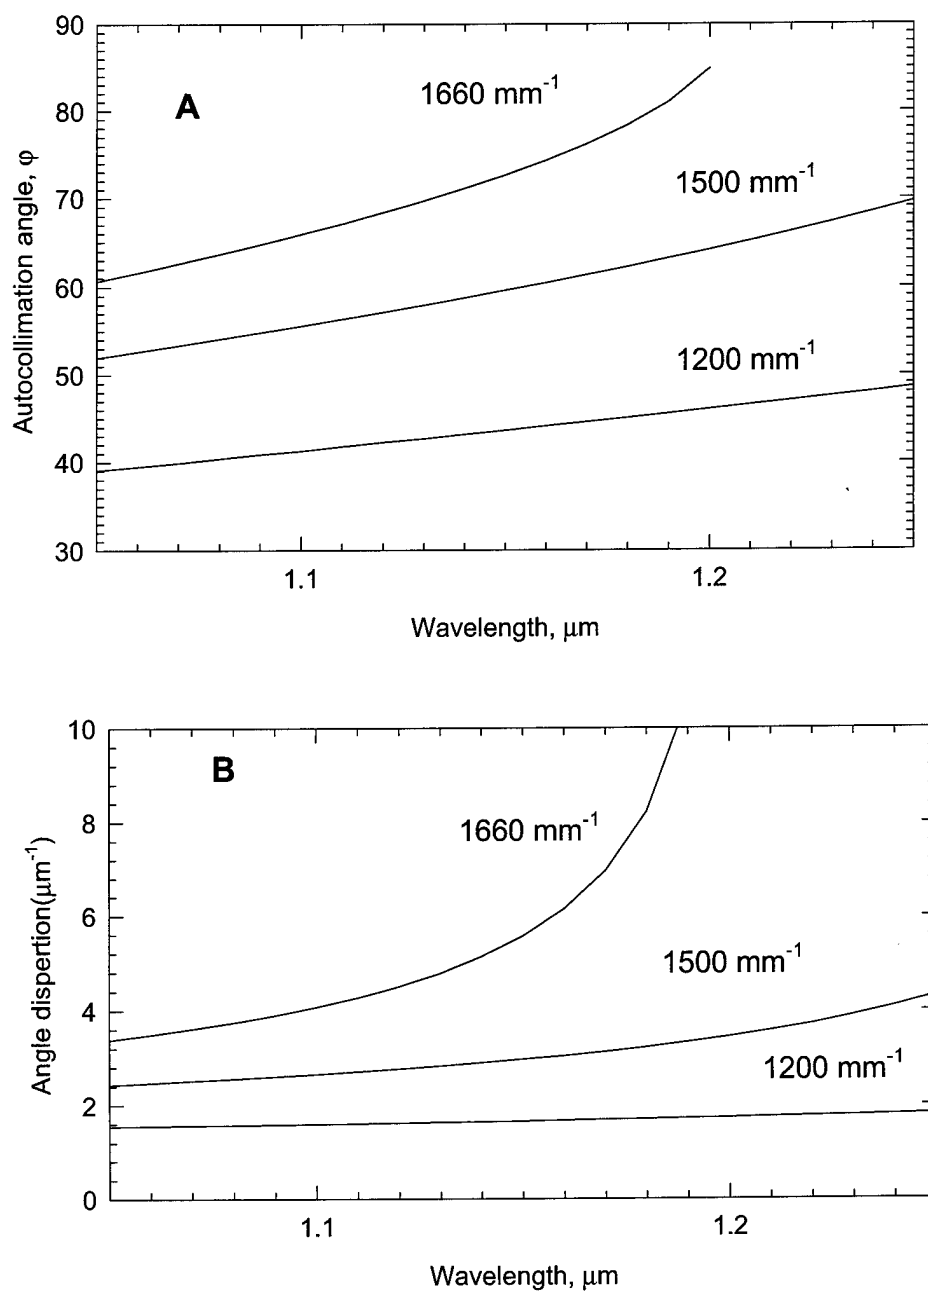 90
A
1660 mm-1
80
1500 mm-1
70
60
1200 mm-1
50
40
30
Autocollimation angle, φ
1.1
1.2
Wavelength, μm
10
B
1660 mm-1
8
6
1500 mm-1
4
1200 mm-1
2
0
Angle dispertion(μm-1)
1.1
1.2
Wavelength, μm